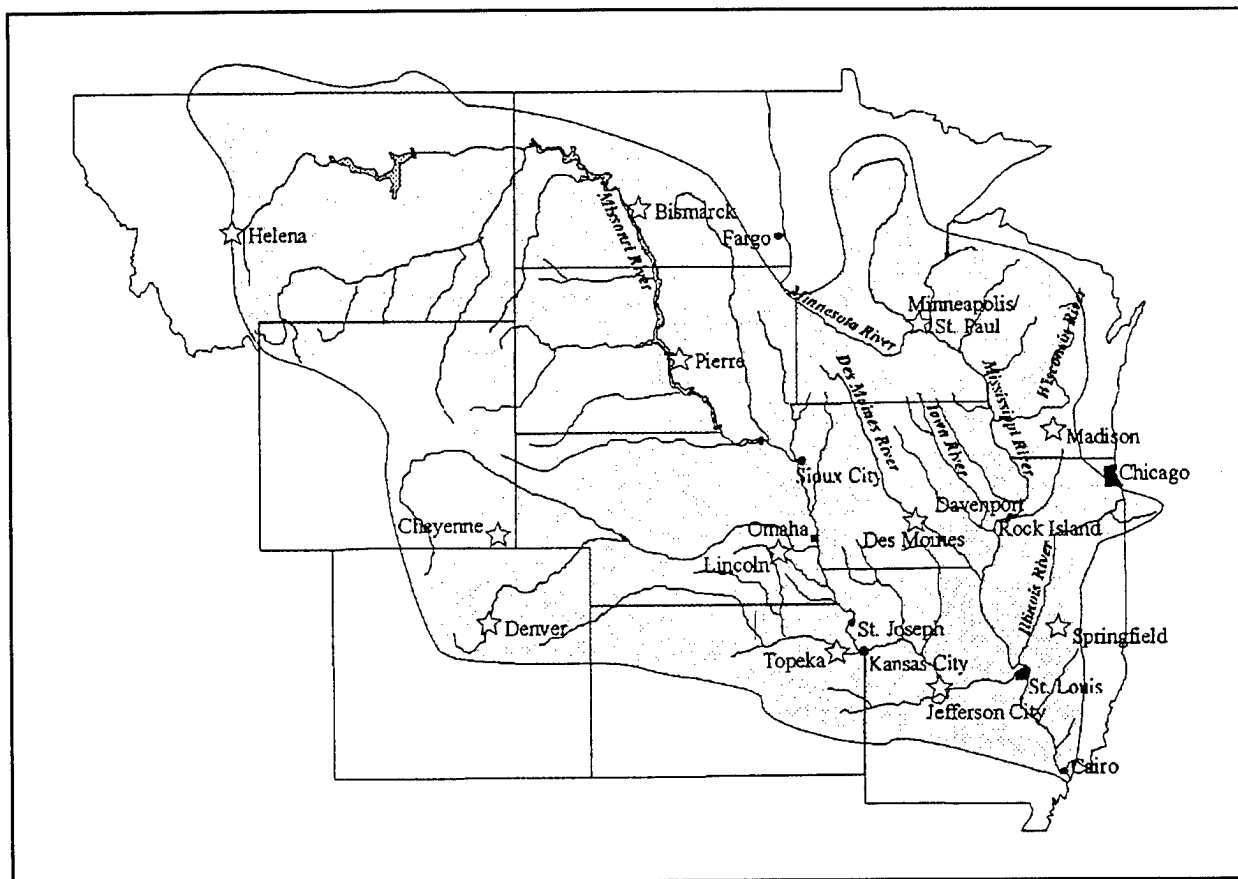 Missouri River
Bismarck
Fargo
Helena
Minnesota River
Minneapolis/
St. Paul
Wisconsin River
Pierre
Des Moines River
Mississippi River
Iowa River
Madison
Sioux City
Chicago
Davenport
Cheyenne
Omaha
Des Moines
Rock Island
Lincoln
Illinois River
Denver
St. Joseph
Springfield
Topeka
Kansas City
St. Louis
Jefferson City
Cairo